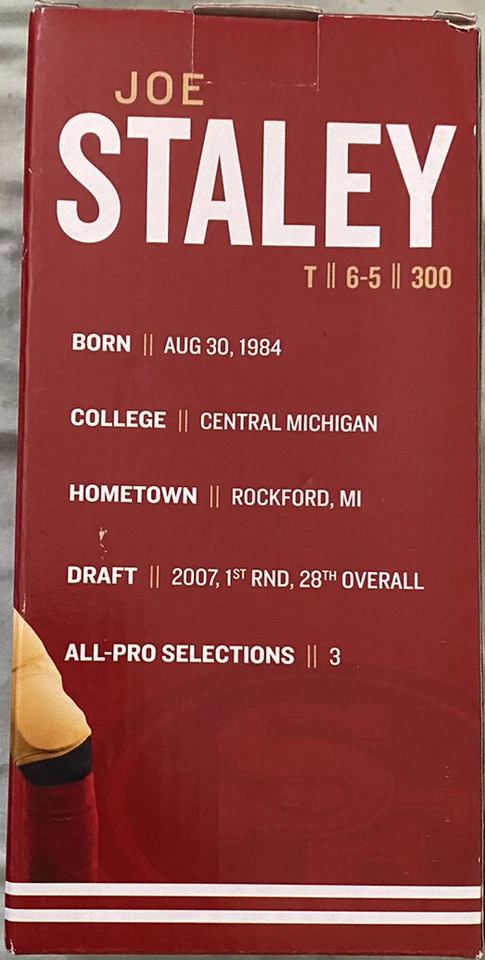 JOE
STALEY
T || 6-5 || 300
BORN || AUG 30, 1984
COLLEGE || CENTRAL MICHIGAN
HOMETOWN || ROCKFORD, MI
DRAFT || 2007, 1ST RND, 28TH OVERALL
ALL-PRO SELECTIONS || 3
SF